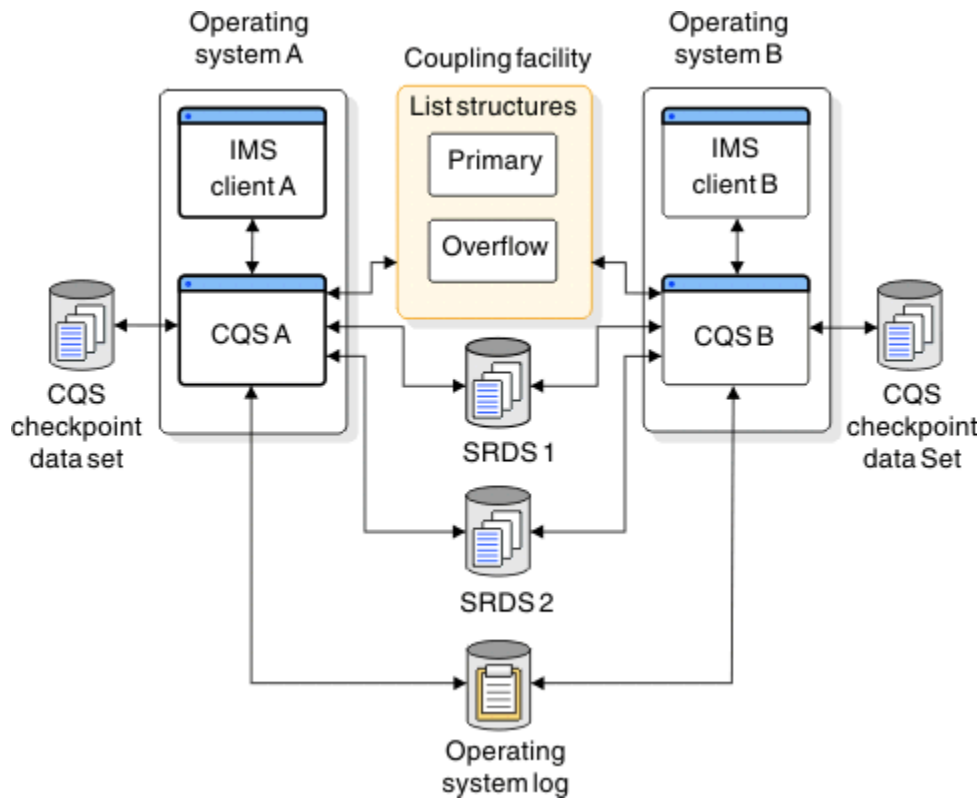 Operating
system A
Coupling facility
Operating
system B
List structures
IMS
client A
Primary
IMS
client B
Overflow
CQS A
CQS B
CQS
checkpoint
data set
SRDS 1
CQS
checkpoint
data Set
SRDS 2
Operating
system log